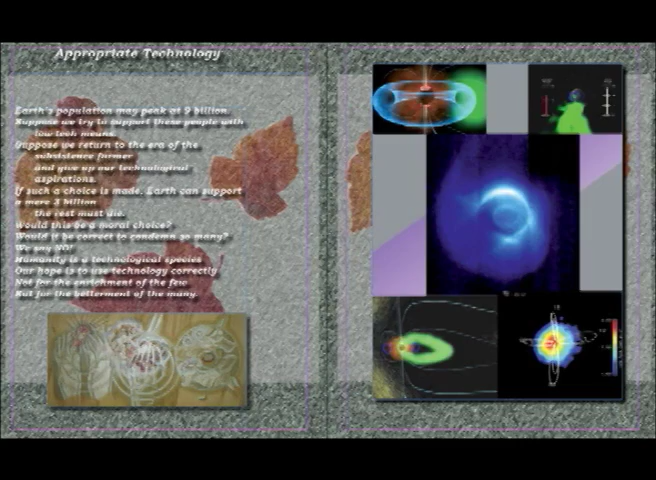 Appropriate Technology
Earth's population may peak at 9 billion.
Suppose we try to support these people with
low tech means.
Suppose we return to the era of the
subsistence farmer
and give up our technological
aspirations.
If such a choice is made, Earth can support
a mere 3 billion
the rest must die.
Would this be a moral choice?
Would it be correct to condemn so many?
We say NO!
Humanity is a technological species
Our hope is to use technology correctly
Not for the enrichment of the few
But for the betterment of the many.